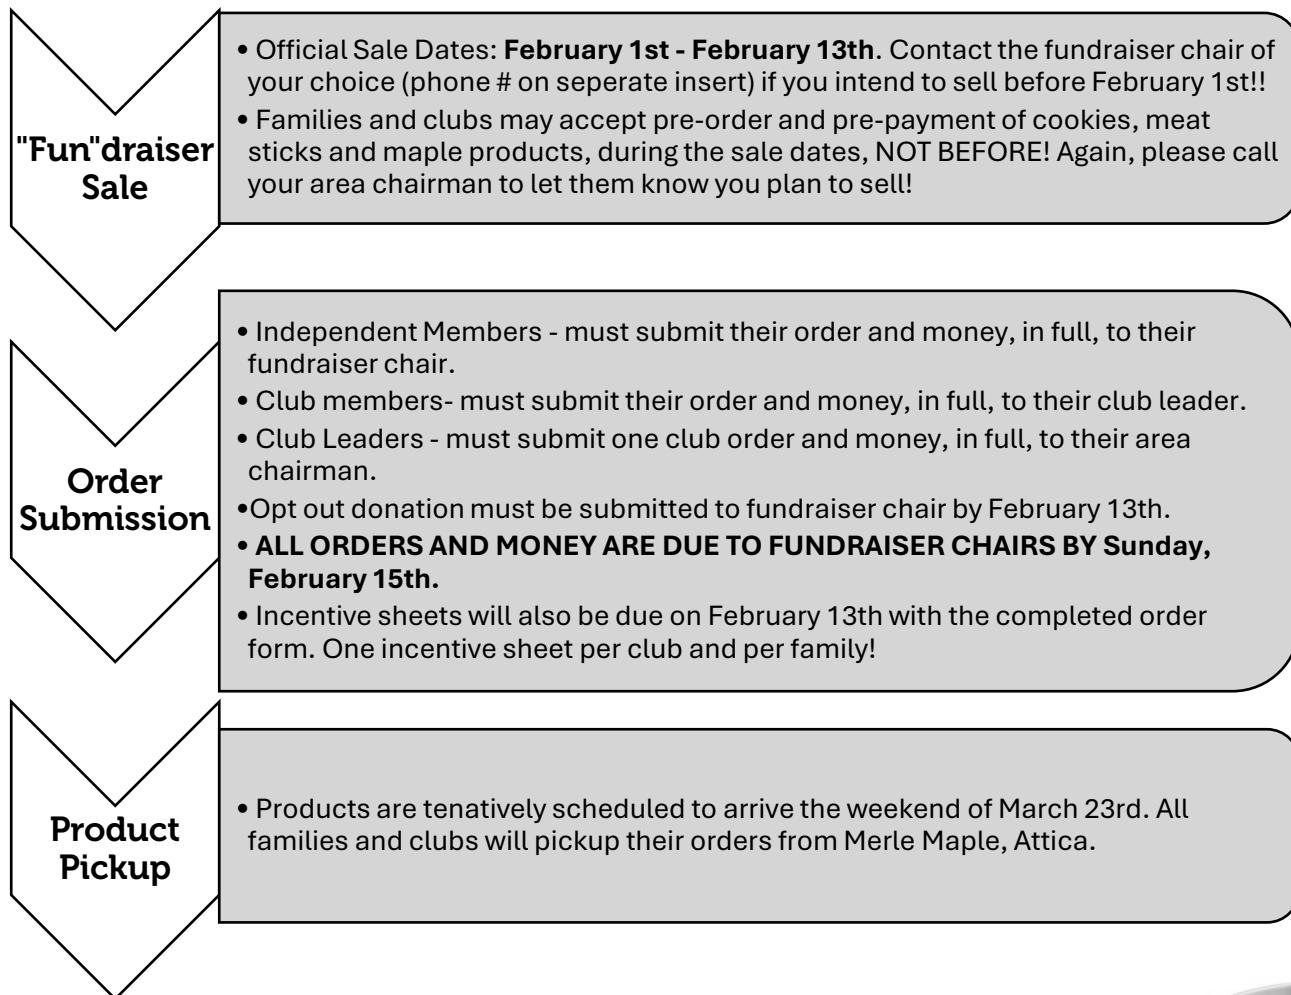 "Fun"draiser
Sale
• Official Sale Dates: February 1st - February 13th. Contact the fundraiser chair of
your choice (phone # on seperate insert) if you intend to sell before February 1st!!
• Families and clubs may accept pre-order and pre-payment of cookies, meat
sticks and maple products, during the sale dates, NOT BEFORE! Again, please call
your area chairman to let them know you plan to sell!
Order
Submission
• Independent Members - must submit their order and money, in full, to their
fundraiser chair.
• Club members- must submit their order and money, in full, to their club leader.
• Club Leaders - must submit one club order and money, in full, to their area
chairman.
•Opt out donation must be submitted to fundraiser chair by February 13th.
• ALL ORDERS AND MONEY ARE DUE TO FUNDRAISER CHAIRS BY Sunday,
February 15th.
• Incentive sheets will also be due on February 13th with the completed order
form. One incentive sheet per club and per family!
Product
Pickup
• Products are tenatively scheduled to arrive the weekend of March 23rd. All
families and clubs will pickup their orders from Merle Maple, Attica.